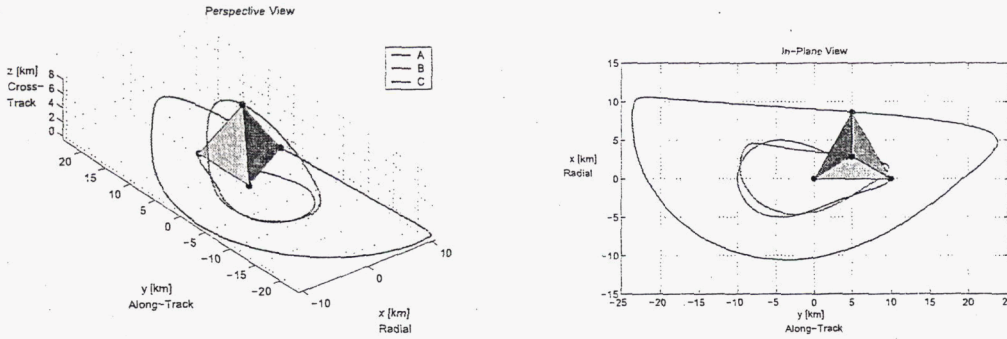 Perspective View
A
B
C
z [km]
Cross-
Track
8
6
4
2
0
20
15
10
5
0
-5
-10
-15
-20
y [km]
Along-Track
-10
0
10
x [km]
Radial
In-Plane View
15
10
5
0
-5
-10
-15
x [km]
Radial
-25
-20
-15
-10
-5
0
5
10
15
20
25
y [km]
Along-Track